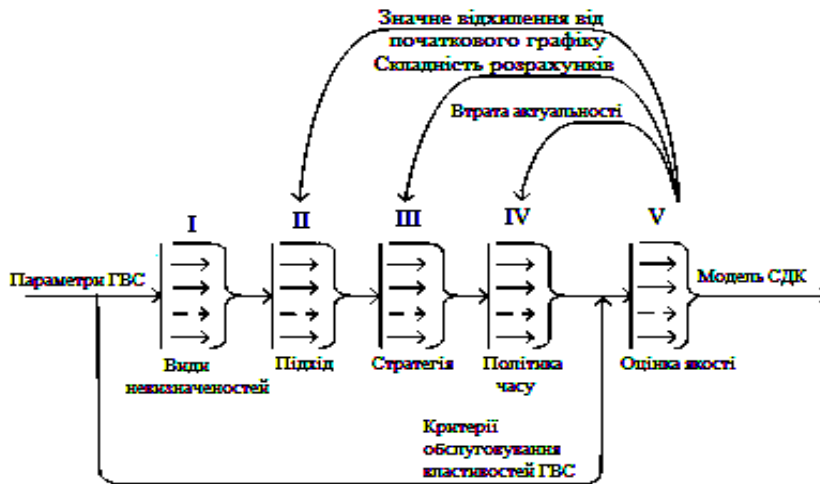 Значне відхилення від
початкового графіку
Складність розрахунків
Втрата актуальності
I
II
III
IV
V
Параметри ГВС
Модель СДК
Види
невизначеностей
Підхід
Стратегія
Політика
часу
Оцінка якості
Критерії
обслуговування
властивостей ГВС